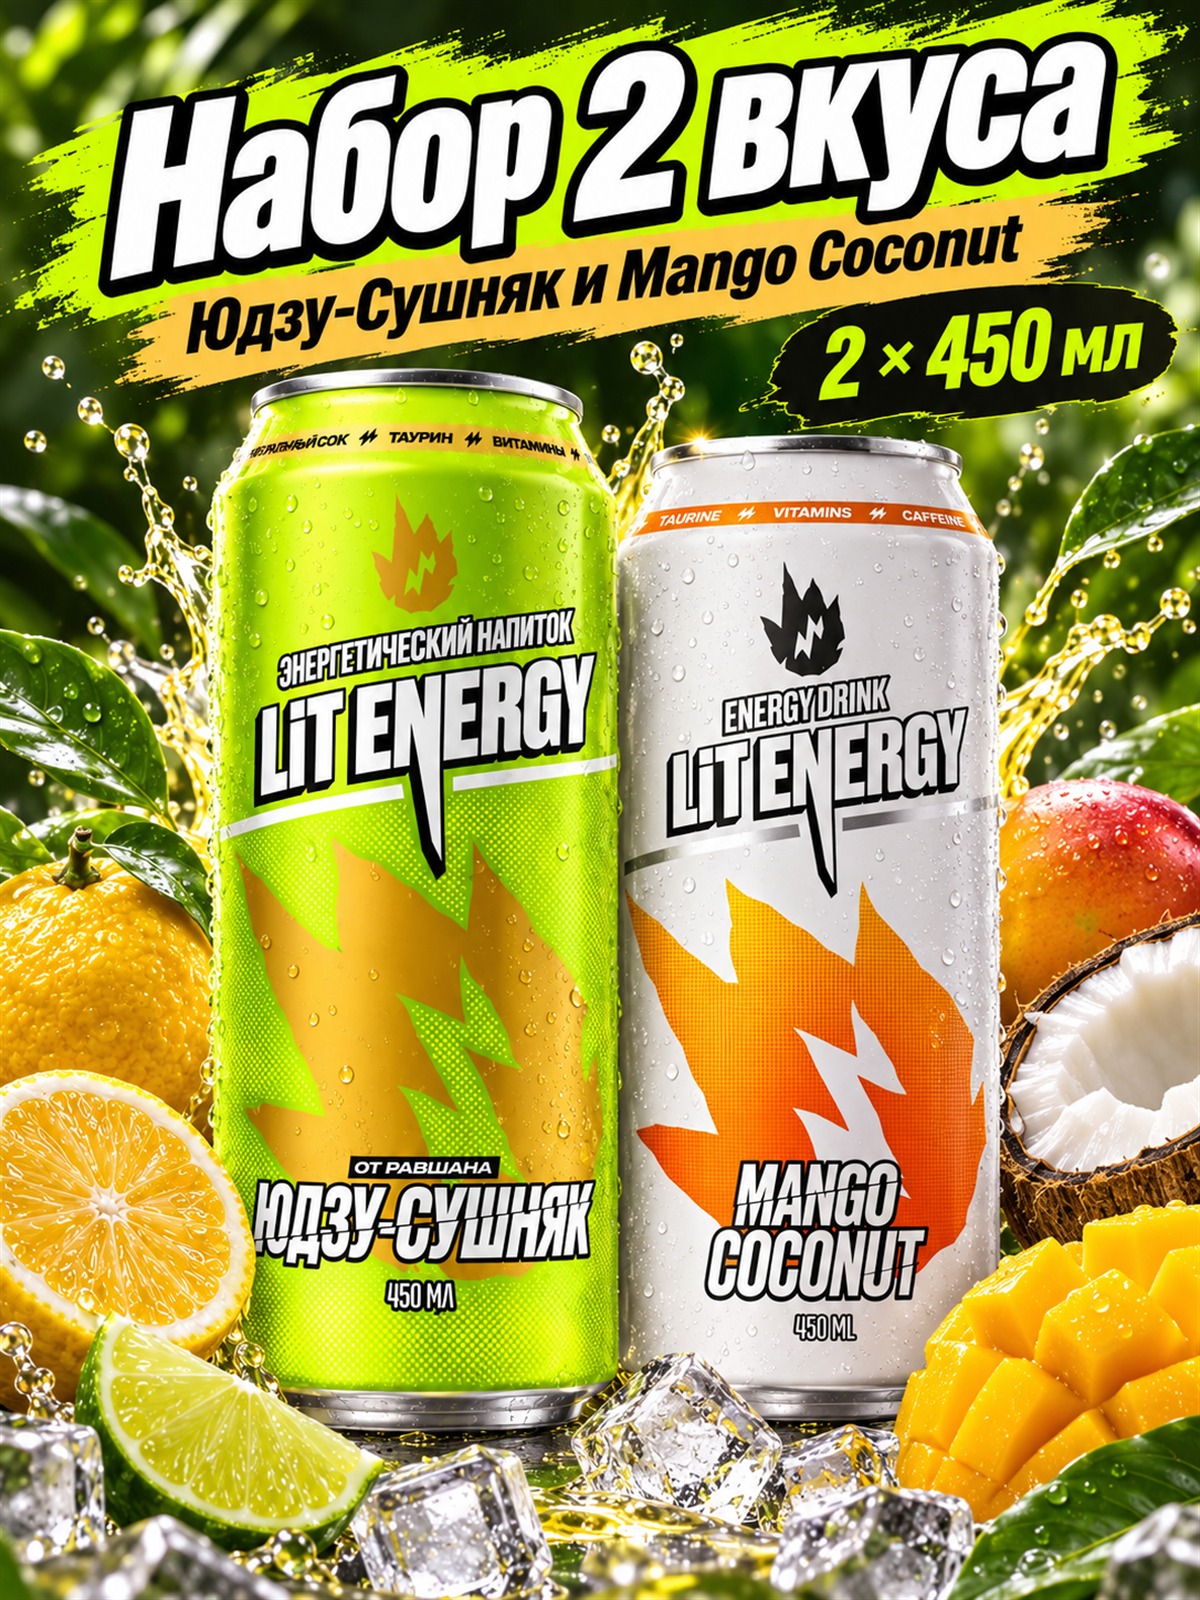 Набор 2 вкуса
Юдзу-Сушняк и Mango Coconut
2 × 450 мл
СОК ТАУРИН ВИТАМИНЫ
ЭНЕРГЕТИЧЕСКИЙ НАПИТОК
LIT ENERGY
ОТ РАВШАНА
ЮДЗУ-СУШНЯК
450 МЛ
TAURINE VITAMINS CAFFEINE
ENERGY DRINK
LIT ENERGY
MANGO
COCONUT
450 ML